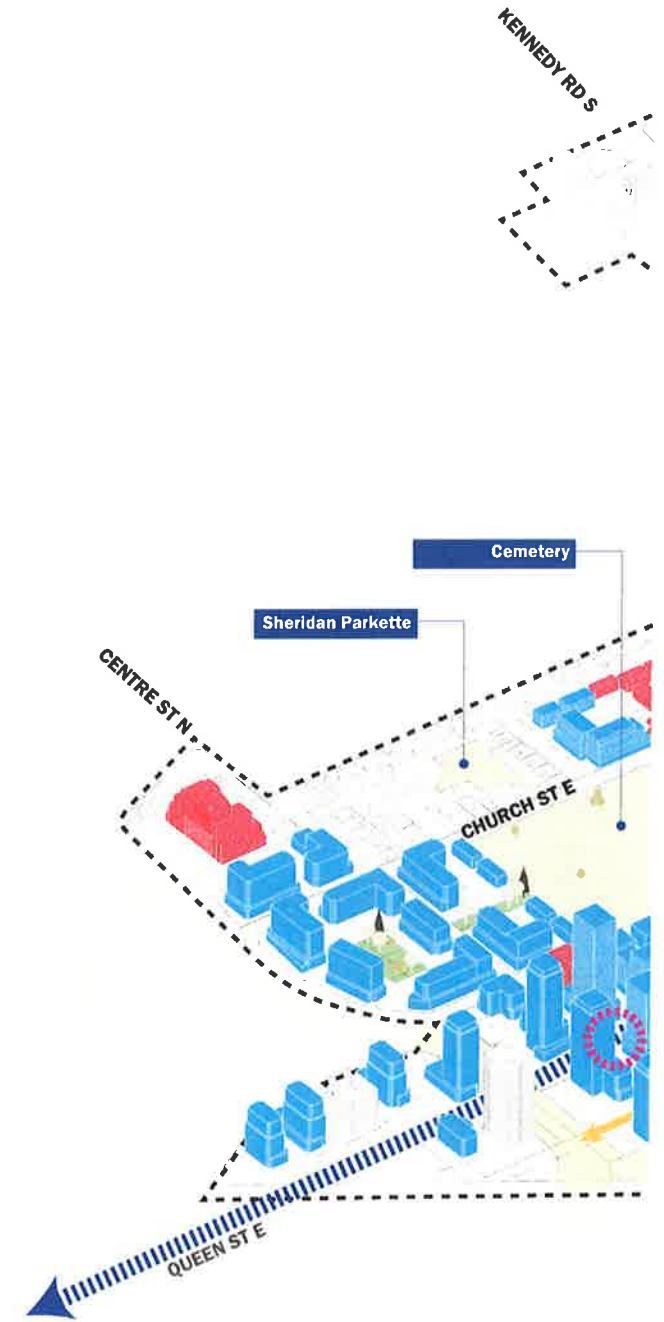 KENNEDY RD S
Cemetery
Sheridan Parkette
CENTRE ST N
CHURCH ST E
QUEEN ST E